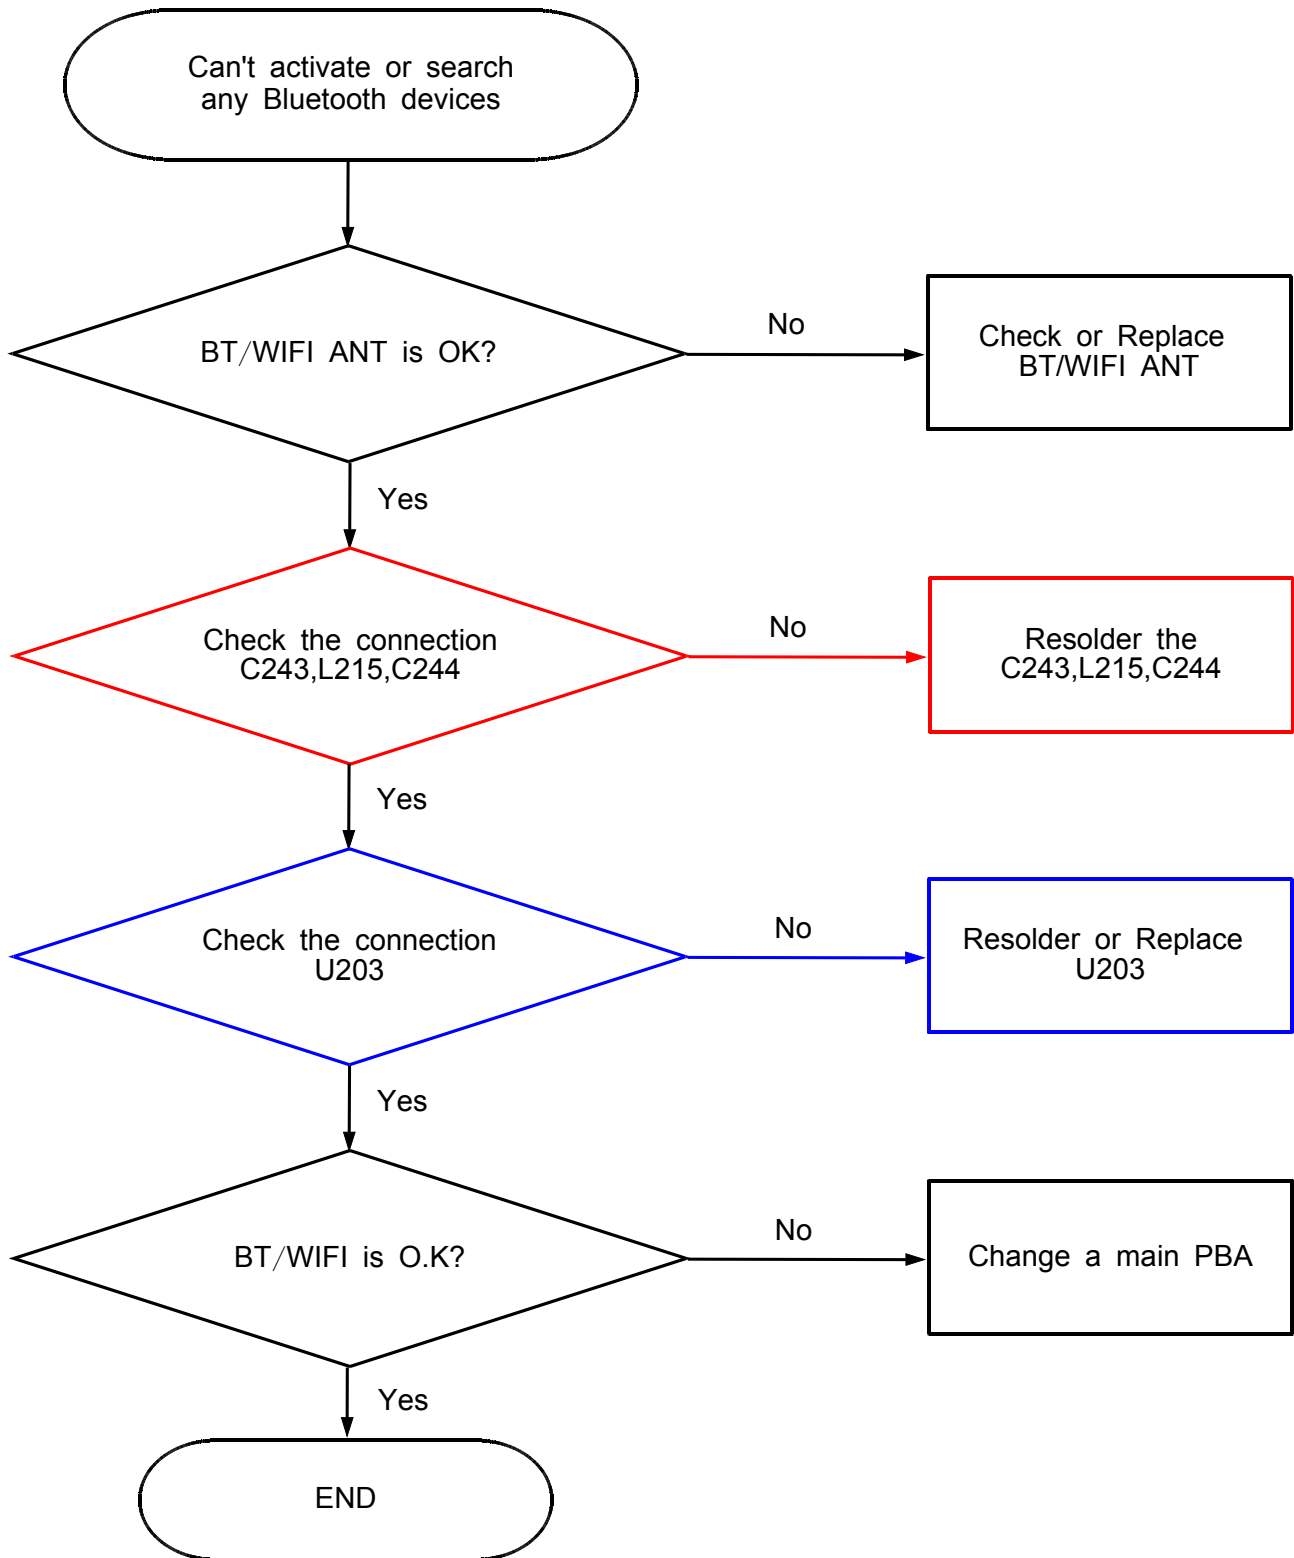 Can't activate or search
any Bluetooth devices
BT/WIFI ANT is OK?
No
Check or Replace
BT/WIFI ANT
Yes
Check the connection
C243,L215,C244
No
Resolder the
C243,L215,C244
Yes
Check the connection
U203
No
Resolder or Replace
U203
Yes
BT/WIFI is O.K?
No
Change a main PBA
Yes
END